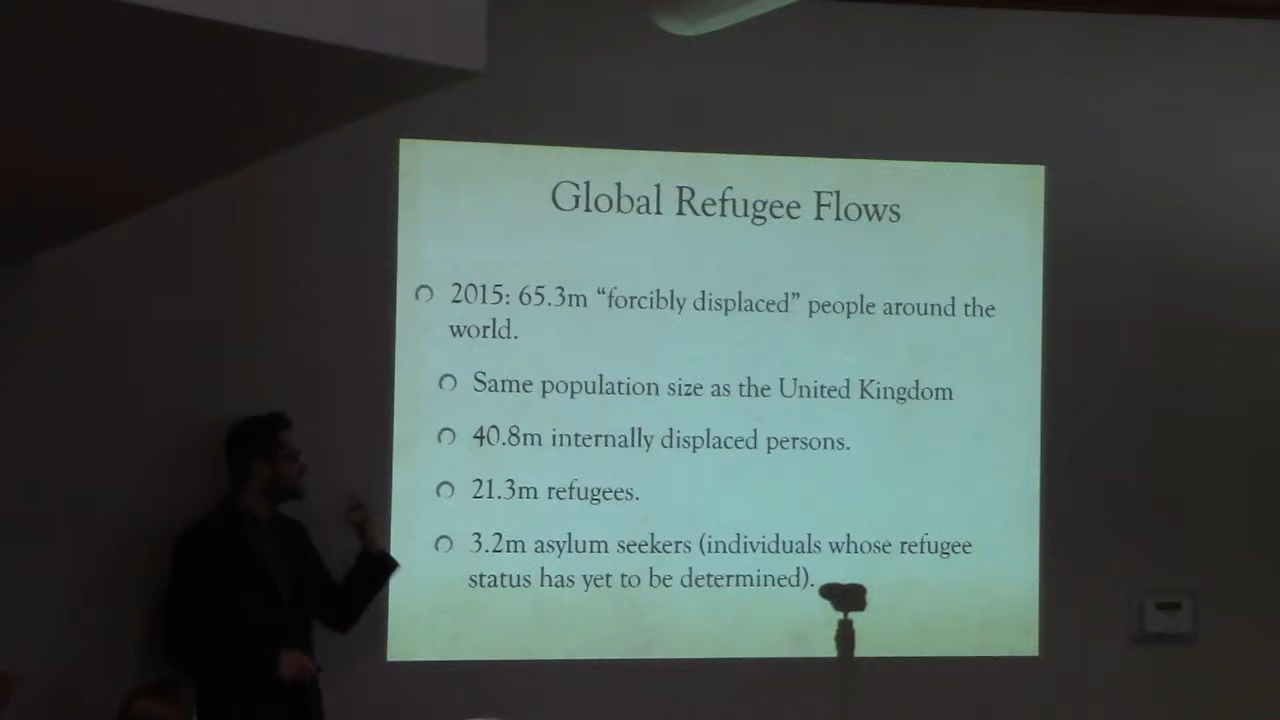 Global Refugee Flows
2015: 65.3m “forcibly displaced” people around the
world.
Same population size as the United Kingdom
40.8m internally displaced persons.
21.3m refugees.
3.2m asylum seekers (individuals whose refugee
status has yet to be determined).